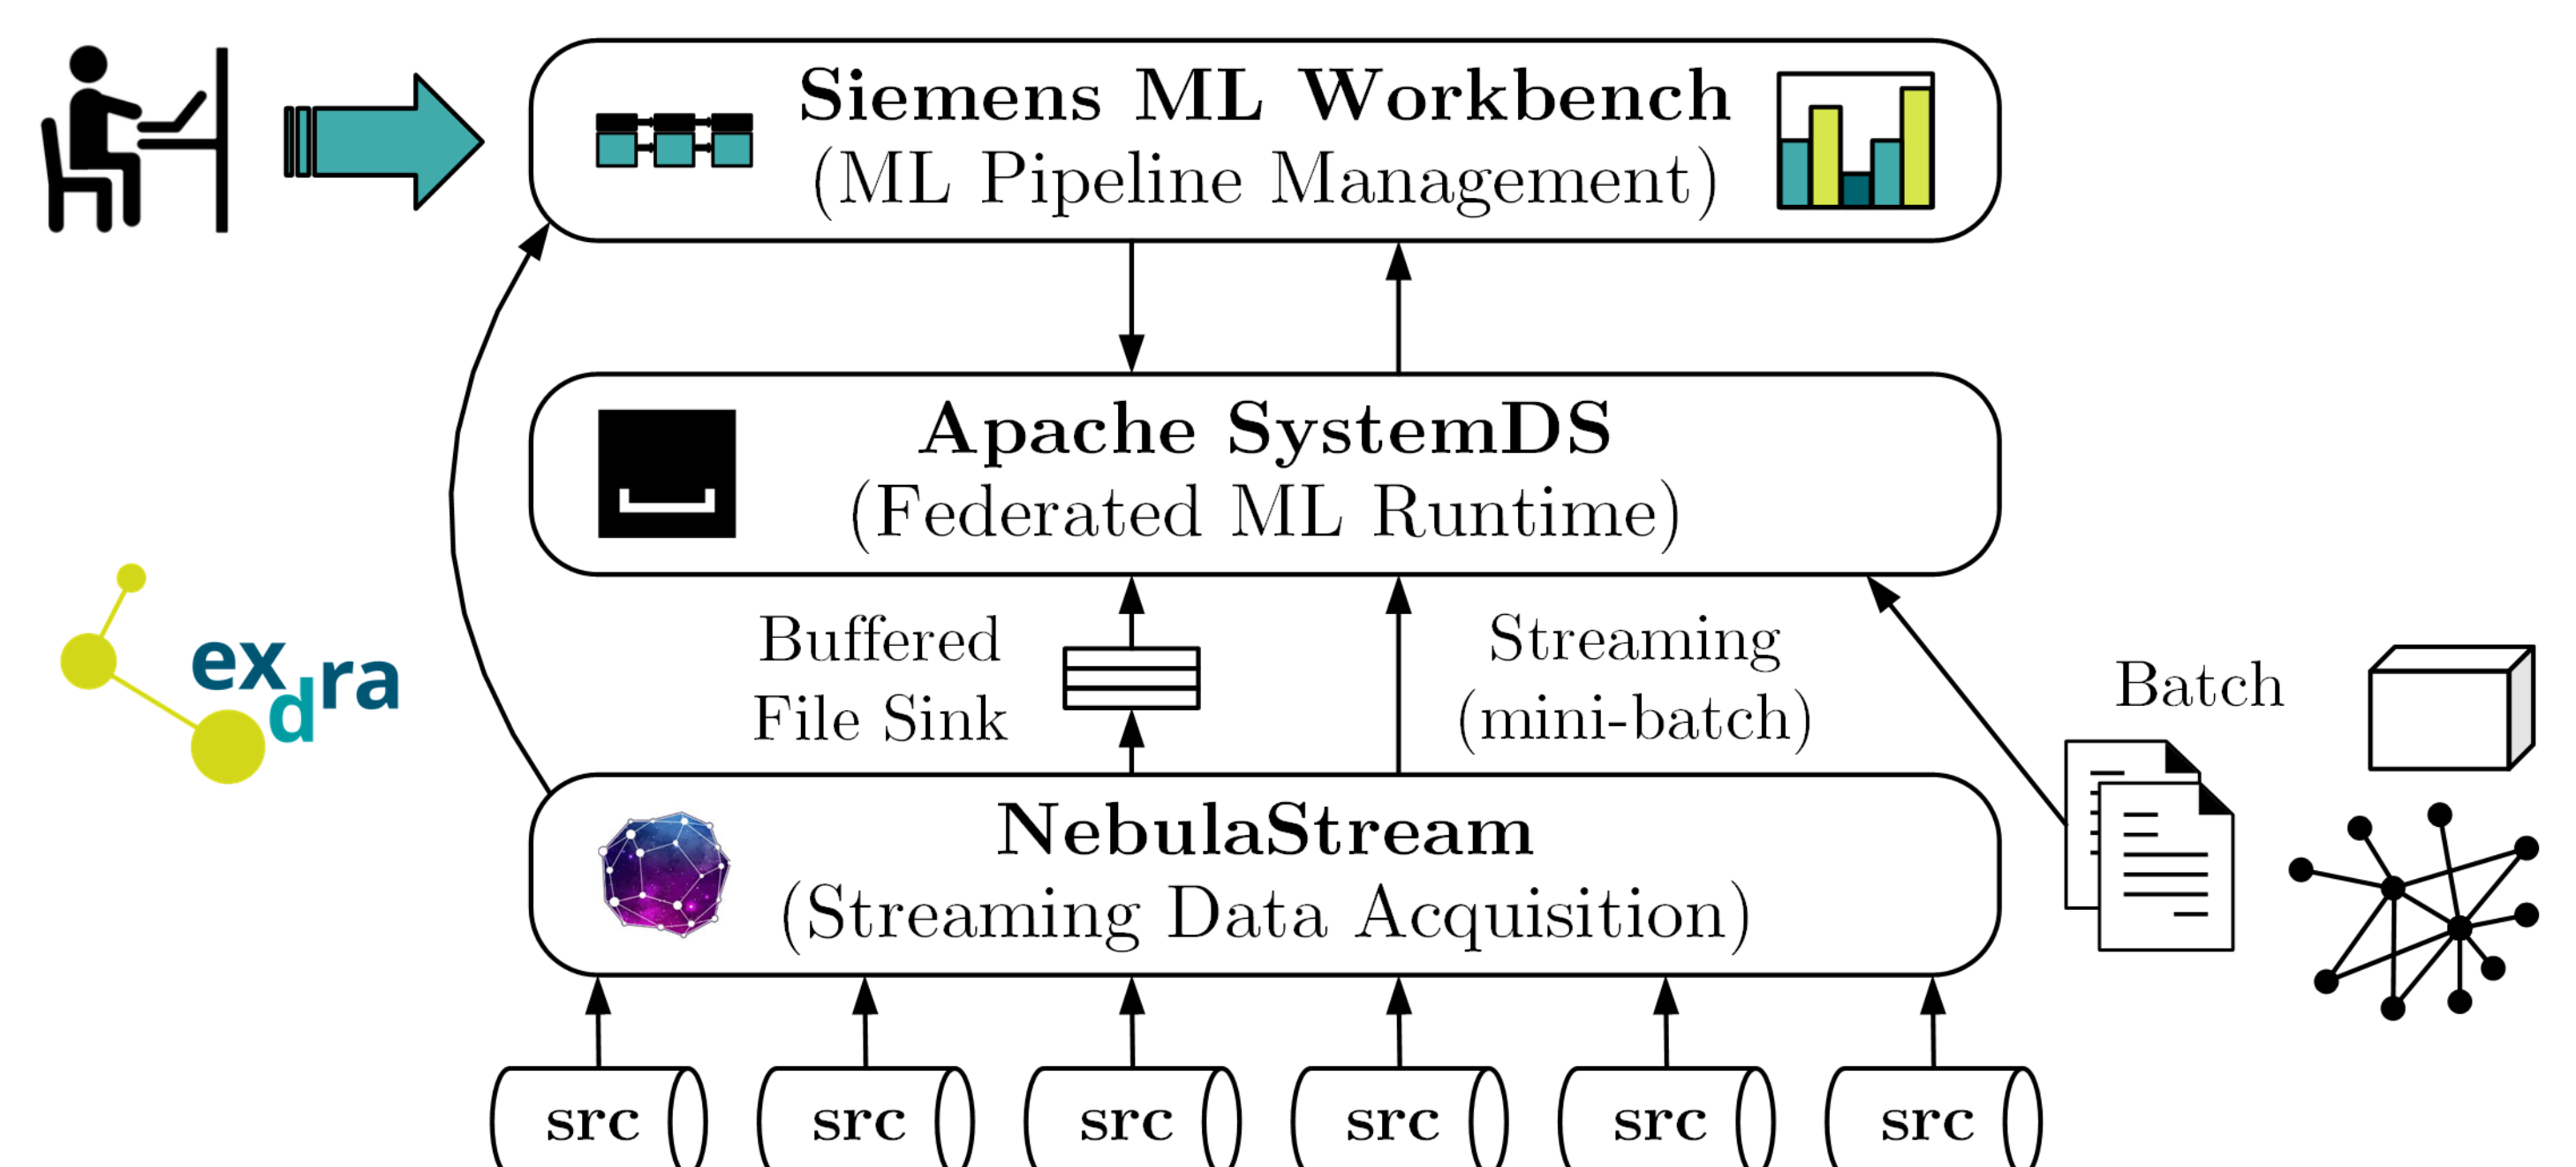 Siemens ML Workbench
(ML Pipeline Management)
Apache SystemDS
(Federated ML Runtime)
Buffered
File Sink
Streaming
(mini-batch)
Batch
exdra
NebulaStream
(Streaming Data Acquisition)
src src src src src src